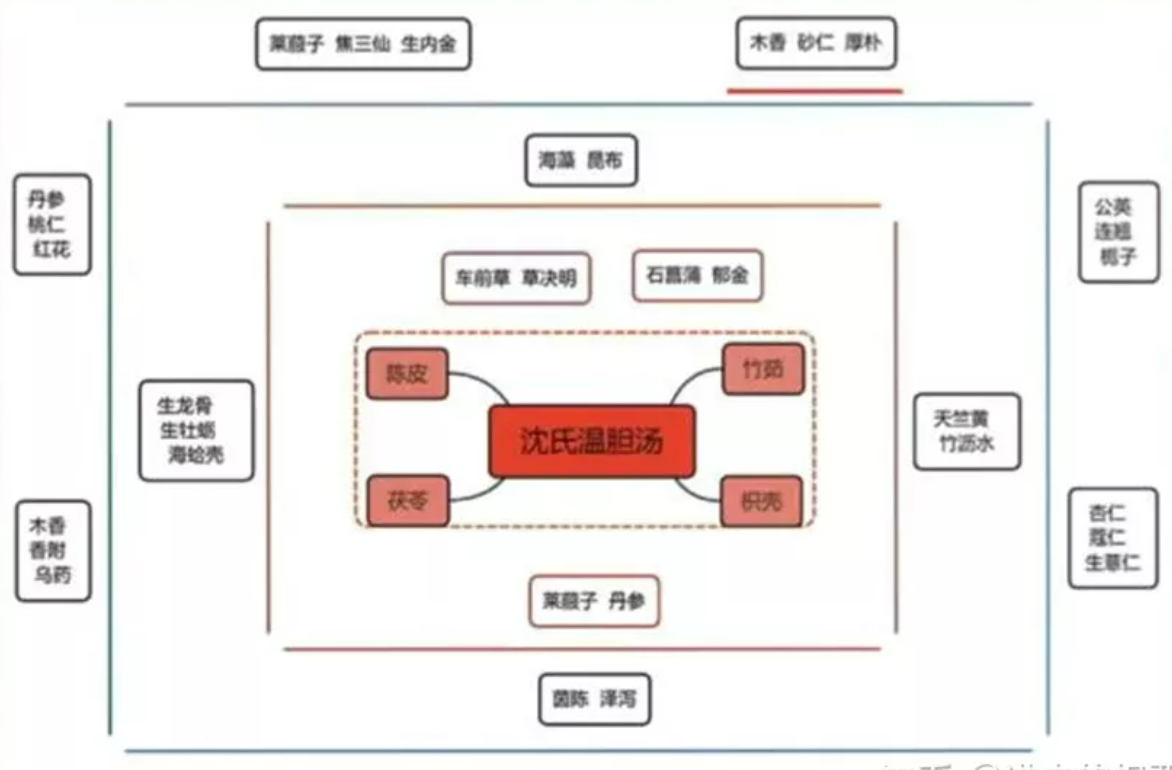 莱菔子 焦三仙 生内金
木香 砂仁 厚朴
海藻 昆布
丹参
桃仁
红花
公英
连翘
栀子
车前草 草决明
石菖蒲 郁金
陈皮
竹茹
沈氏温胆汤
茯苓
枳壳
生龙骨
生牡蛎
海蛤壳
天竺黄
竹沥水
木香
香附
乌药
杏仁
蔻仁
生薏仁
莱菔子 丹参
茵陈 泽泻